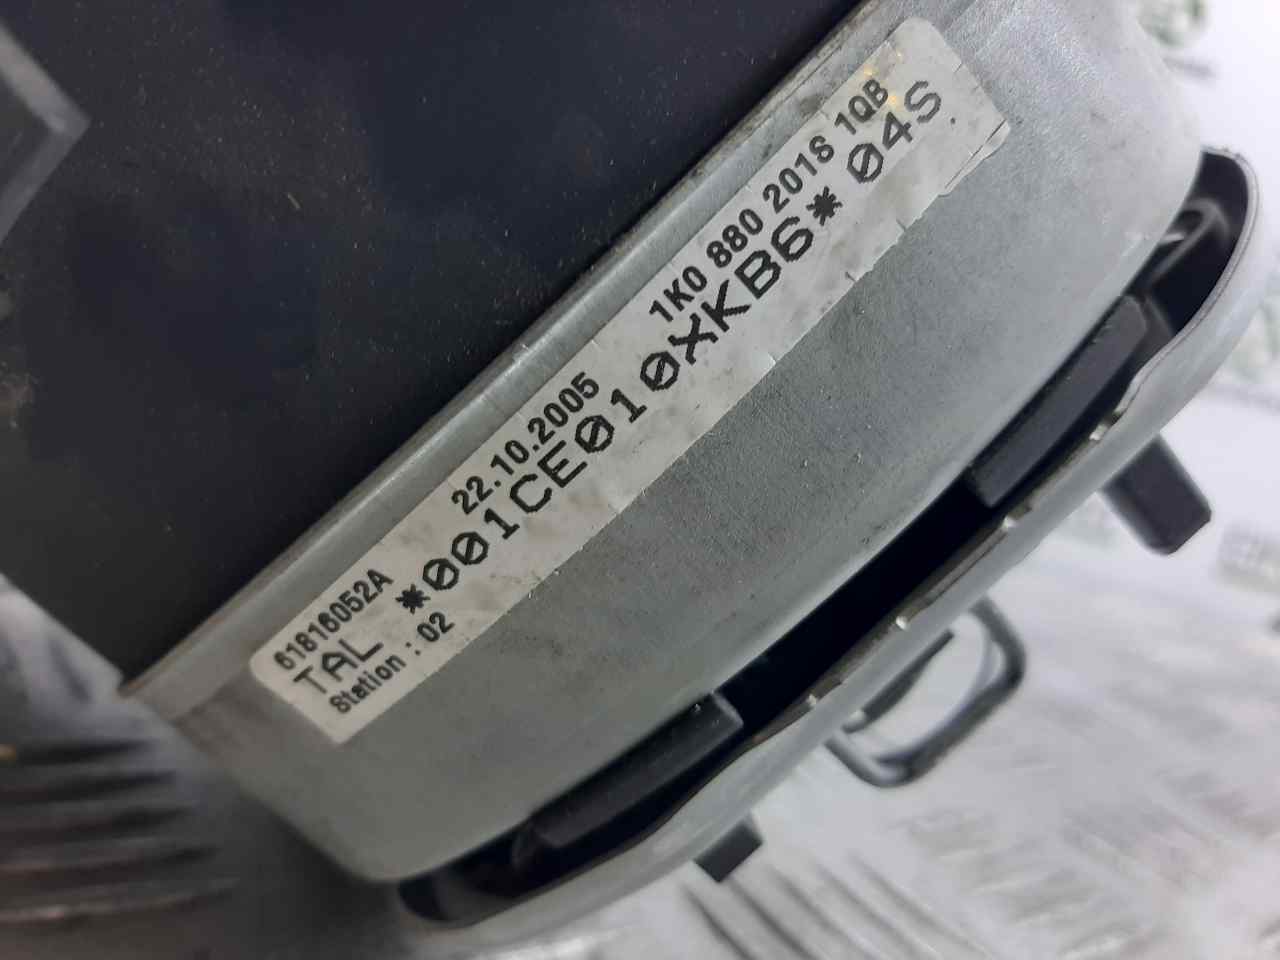 61816052A 22.10.2005 1K0 880 201S 1QB
TAL *001CE010XKB6* 04S
Station : 02